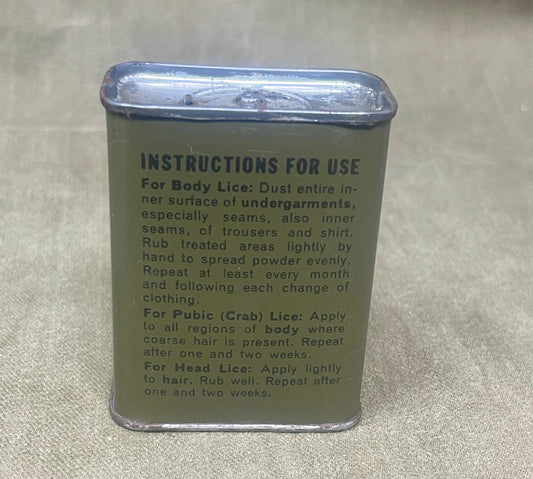 INSTRUCTIONS FOR USE
For Body Lice: Dust entire in-
ner surface of undergarments,
especially seams, also inner
seams, of trousers and shirt.
Rub treated areas lightly by
hand to spread powder evenly.
Repeat at least every month
and following each change of
clothing.
For Pubic (Crab) Lice: Apply
to all regions of body where
coarse hair is present. Repeat
after one and two weeks.
For Head Lice: Apply lightly
to hair. Rub well. Repeat after
one and two weeks.